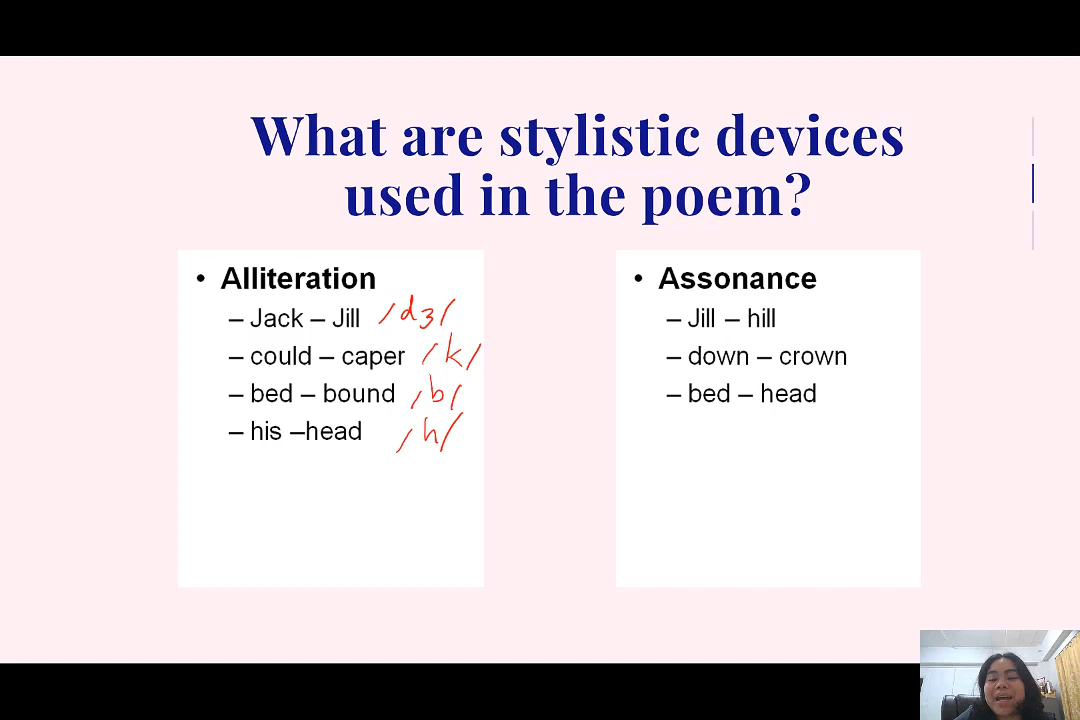 What are stylistic devices
used in the poem?
• Alliteration
– Jack – Jill /dʒ/
– could – caper /k/
– bed – bound /b/
– his –head /h/
• Assonance
– Jill – hill
– down – crown
– bed – head